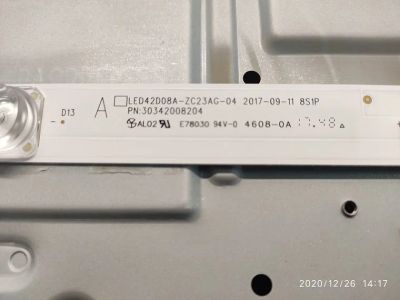 D13
A
LED42D08A-ZC23AG-04 2017-09-11 8S1P
PN:30342008204
AL02 E78030 94V-0 4608-0A 17.48
2020/12/26 14:17